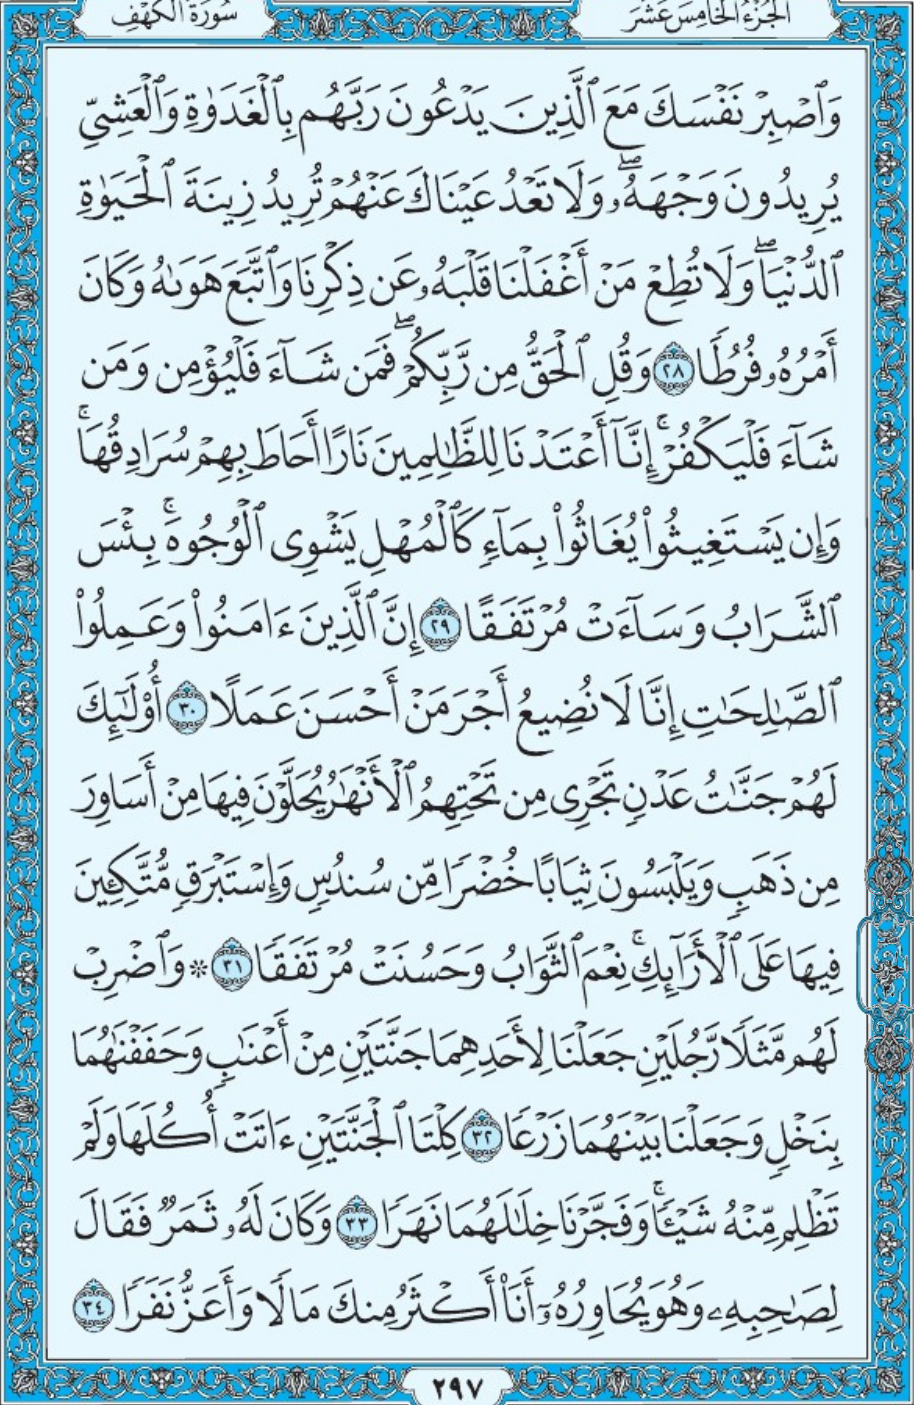 الجُزْءُ الخَامِسَ عَشَر
سُورَةُ الكَهْفِ
وَٱصْبِرْ نَفْسَكَ مَعَ ٱلَّذِينَ يَدْعُونَ رَبَّهُم بِٱلْغَدَوٰةِ وَٱلْعَشِيِّ
يُرِيدُونَ وَجْهَهُۥۖ وَلَا تَعْدُ عَيْنَاكَ عَنْهُمْ تُرِيدُ زِينَةَ ٱلْحَيَوٰةِ
ٱلدُّنْيَاۖ وَلَا تُطِعْ مَنْ أَغْفَلْنَا قَلْبَهُۥ عَن ذِكْرِنَا وَٱتَّبَعَ هَوَىٰهُ وَكَانَ
أَمْرُهُۥ فُرُطًا ٢٨ وَقُلِ ٱلْحَقُّ مِن رَّبِّكُمْۖ فَمَن شَآءَ فَلْيُؤْمِن وَمَن
شَآءَ فَلْيَكْفُرْۚ إِنَّآ أَعْتَدْنَا لِلظَّٰلِمِينَ نَارًا أَحَاطَ بِهِمْ سُرَادِقُهَاۚ
وَإِن يَسْتَغِيثُوا۟ يُغَاثُوا۟ بِمَآءٍ كَٱلْمُهْلِ يَشْوِى ٱلْوُجُوهَۚ بِئْسَ
ٱلشَّرَابُ وَسَآءَتْ مُرْتَفَقًا ٢٩ إِنَّ ٱلَّذِينَ ءَامَنُوا۟ وَعَمِلُوا۟
ٱلصَّٰلِحَٰتِ إِنَّا لَا نُضِيعُ أَجْرَ مَنْ أَحْسَنَ عَمَلًا ٣٠ أُو۟لَٰٓئِكَ
لَهُمْ جَنَّٰتُ عَدْنٍ تَجْرِى مِن تَحْتِهِمُ ٱلْأَنْهَٰرُ يُحَلَّوْنَ فِيهَا مِنْ أَسَاوِرَ
مِن ذَهَبٍ وَيَلْبَسُونَ ثِيَابًا خُضْرًا مِّن سُندُسٍ وَإِسْتَبْرَقٍ مُّتَّكِـِٔينَ
فِيهَا عَلَى ٱلْأَرَآئِكِۚ نِعْمَ ٱلثَّوَابُ وَحَسُنَتْ مُرْتَفَقًا ٣١ ۞ وَٱضْرِبْ
لَهُم مَّثَلًا رَّجُلَيْنِ جَعَلْنَا لِأَحَدِهِمَا جَنَّتَيْنِ مِنْ أَعْنَٰبٍ وَحَفَفْنَٰهُمَا
بِنَخْلٍ وَجَعَلْنَا بَيْنَهُمَا زَرْعًا ٣٢ كِلْتَا ٱلْجَنَّتَيْنِ ءَاتَتْ أُكُلَهَا وَلَمْ
تَظْلِم مِّنْهُ شَيْـًٔاۚ وَفَجَّرْنَا خِلَٰلَهُمَا نَهَرًا ٣٣ وَكَانَ لَهُۥ ثَمَرٌ فَقَالَ
لِصَٰحِبِهِۦ وَهُوَ يُحَاوِرُهُۥٓ أَنَا۠ أَكْثَرُ مِنكَ مَالًا وَأَعَزُّ نَفَرًا ٣٤
٢٩٧